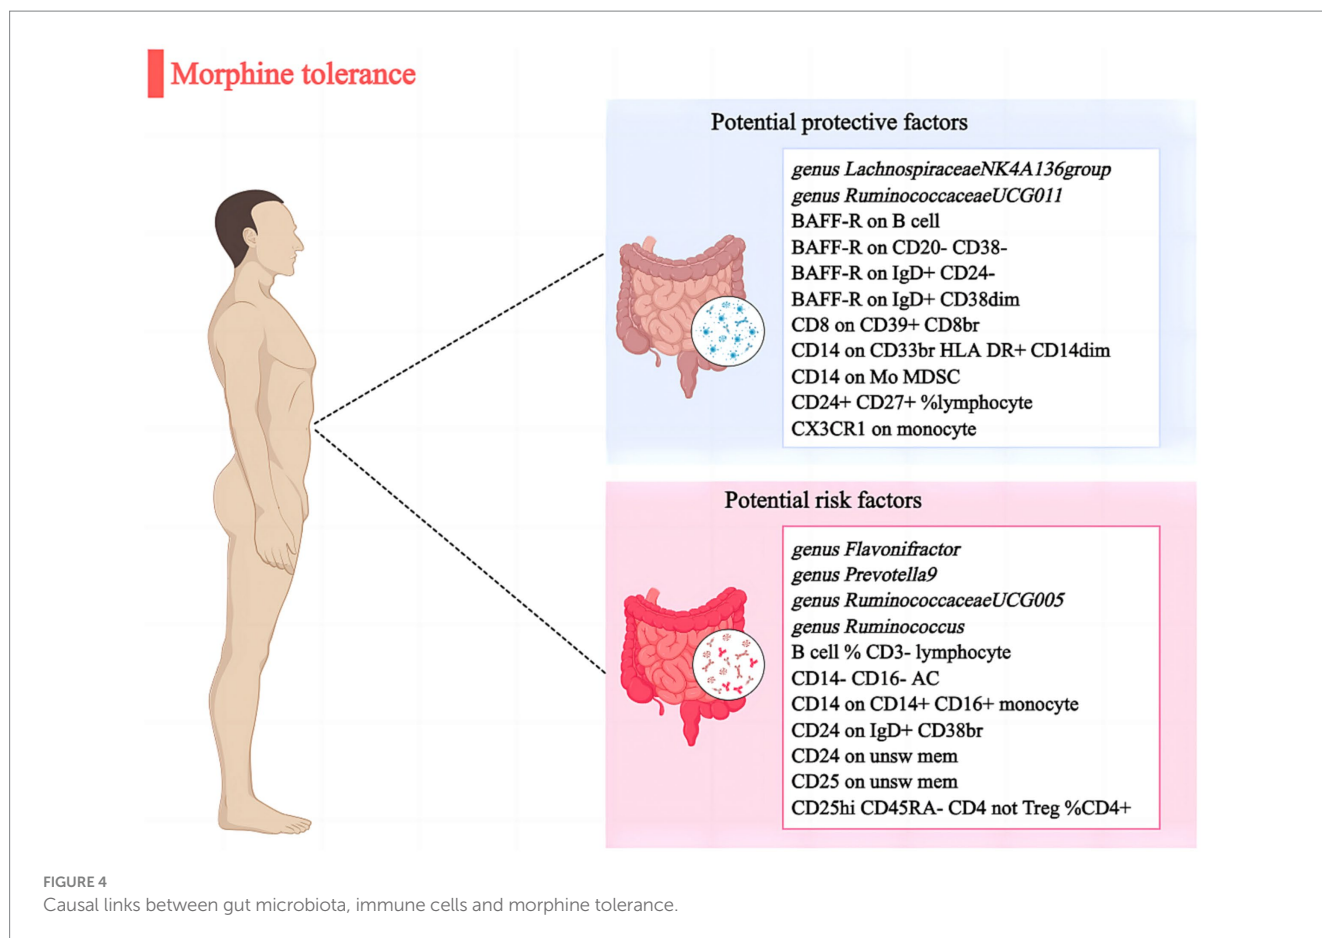 Morphine tolerance
Potential protective factors
genus LachnospiraceaeNK4A136group
genus RuminococcaceaeUCG011
BAFF-R on B cell
BAFF-R on CD20- CD38-
BAFF-R on IgD+ CD24-
BAFF-R on IgD+ CD38dim
CD8 on CD39+ CD8br
CD14 on CD33br HLA DR+ CD14dim
CD14 on Mo MDSC
CD24+ CD27+ %lymphocyte
CX3CR1 on monocyte
Potential risk factors
genus Flavonifractor
genus Prevotella9
genus RuminococcaceaeUCG005
genus Ruminococcus
B cell % CD3- lymphocyte
CD14- CD16- AC
CD14 on CD14+ CD16+ monocyte
CD24 on IgD+ CD38br
CD24 on unsw mem
CD25 on unsw mem
CD25hi CD45RA- CD4 not Treg %CD4+
FIGURE 4
Causal links between gut microbiota, immune cells and morphine tolerance.